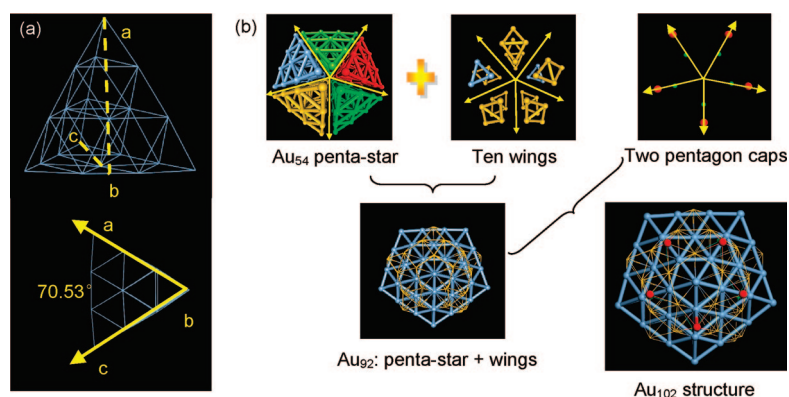 (a)
a
c
b
a
70.53°
b
c
(b)
Au54 penta-star
Ten wings
Two pentagon caps
Au92: penta-star + wings
Au102 structure